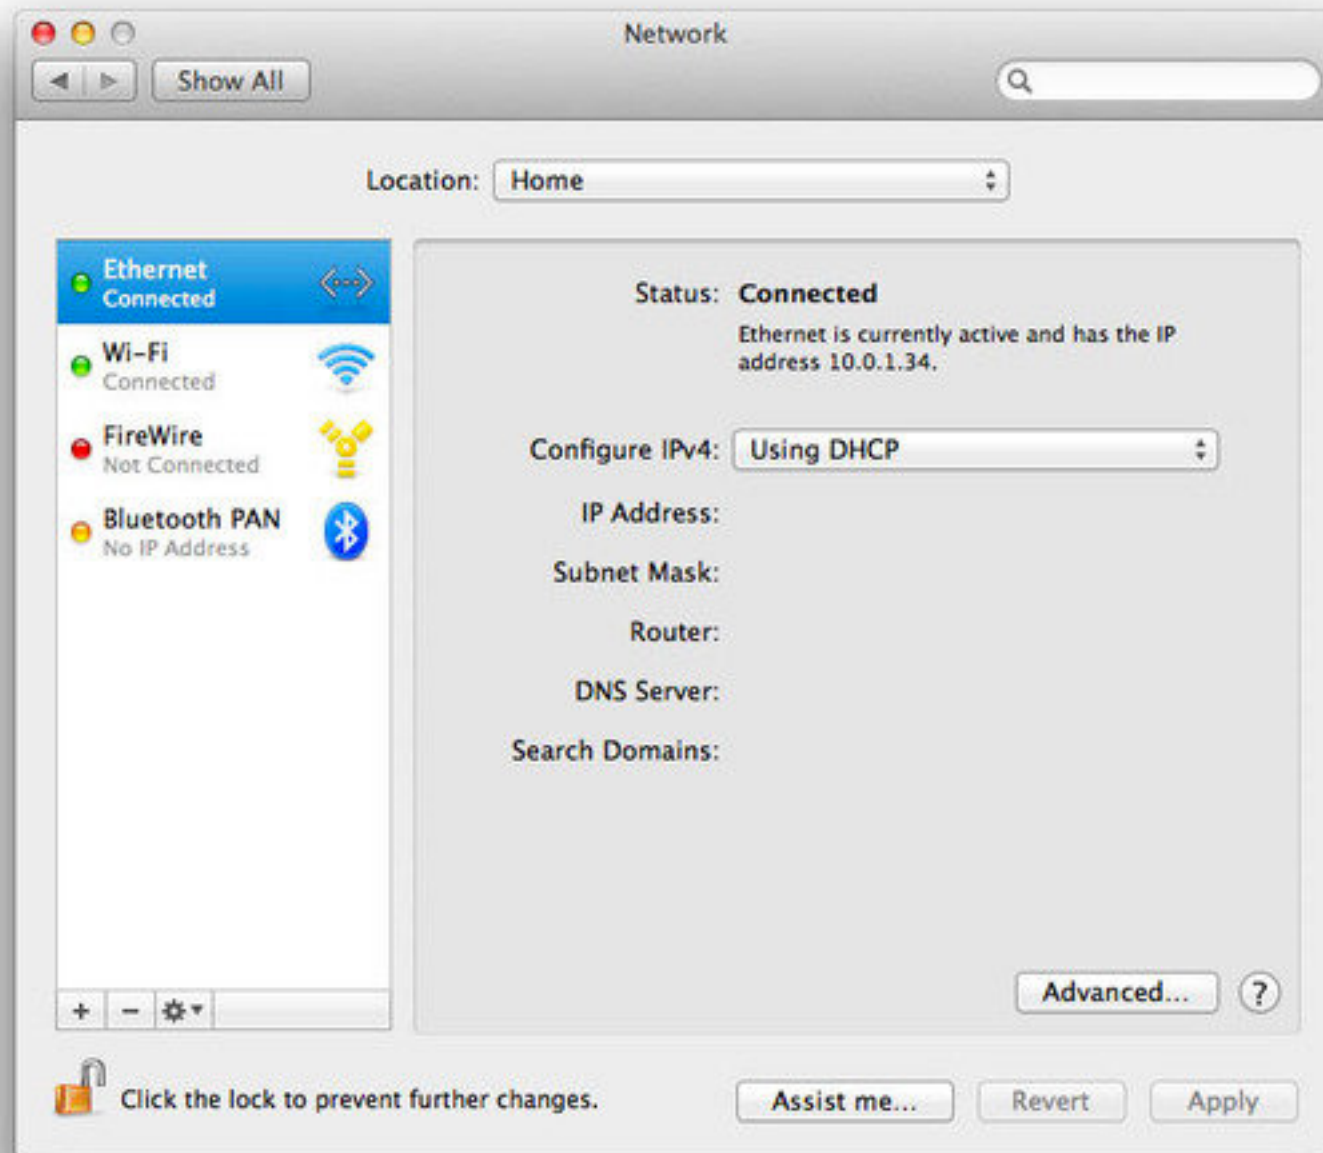 Network
Show All
Location: Home
Ethernet
Connected
Wi-Fi
Connected
FireWire
Not Connected
Bluetooth PAN
No IP Address
Status: Connected
Ethernet is currently active and has the IP
address 10.0.1.34.
Configure IPv4: Using DHCP
IP Address:
Subnet Mask:
Router:
DNS Server:
Search Domains:
Advanced... ?
+ −
Click the lock to prevent further changes.
Assist me... Revert Apply